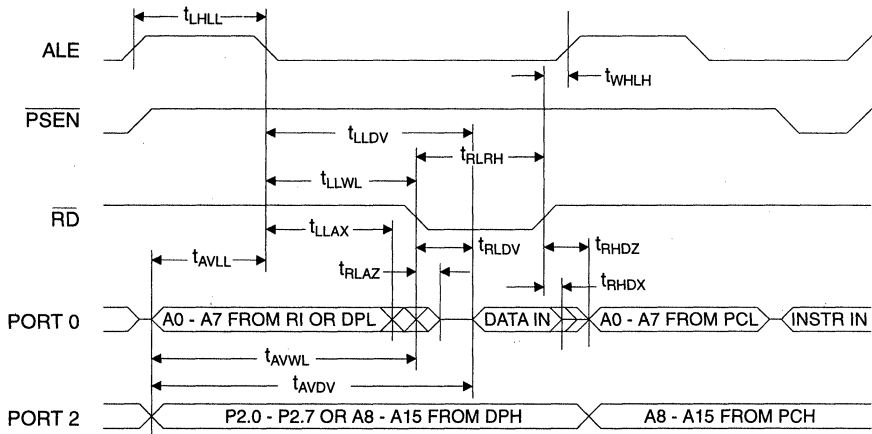 tLHLL
ALE
tWHLH
PSEN
tLLDV
tRLRH
tLLWL
RD
tLLAX
tRLDV
tRHDZ
tAVLL
tRLAZ
tRHDX
PORT 0 A0 - A7 FROM RI OR DPL DATA IN A0 - A7 FROM PCL INSTR IN
tAVWL
tAVDV
PORT 2 P2.0 - P2.7 OR A8 - A15 FROM DPH A8 - A15 FROM PCH